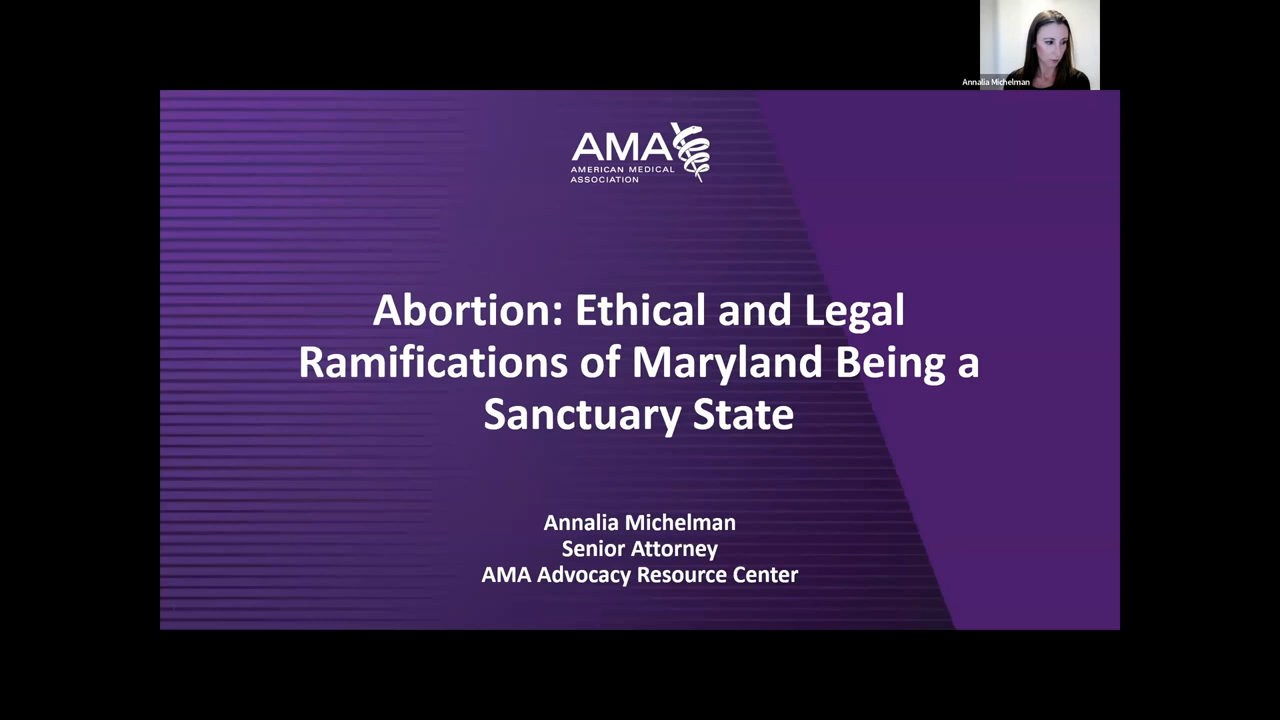 Annalia Michelman
AMA
AMERICAN MEDICAL
ASSOCIATION
Abortion: Ethical and Legal
Ramifications of Maryland Being a
Sanctuary State
Annalia Michelman
Senior Attorney
AMA Advocacy Resource Center